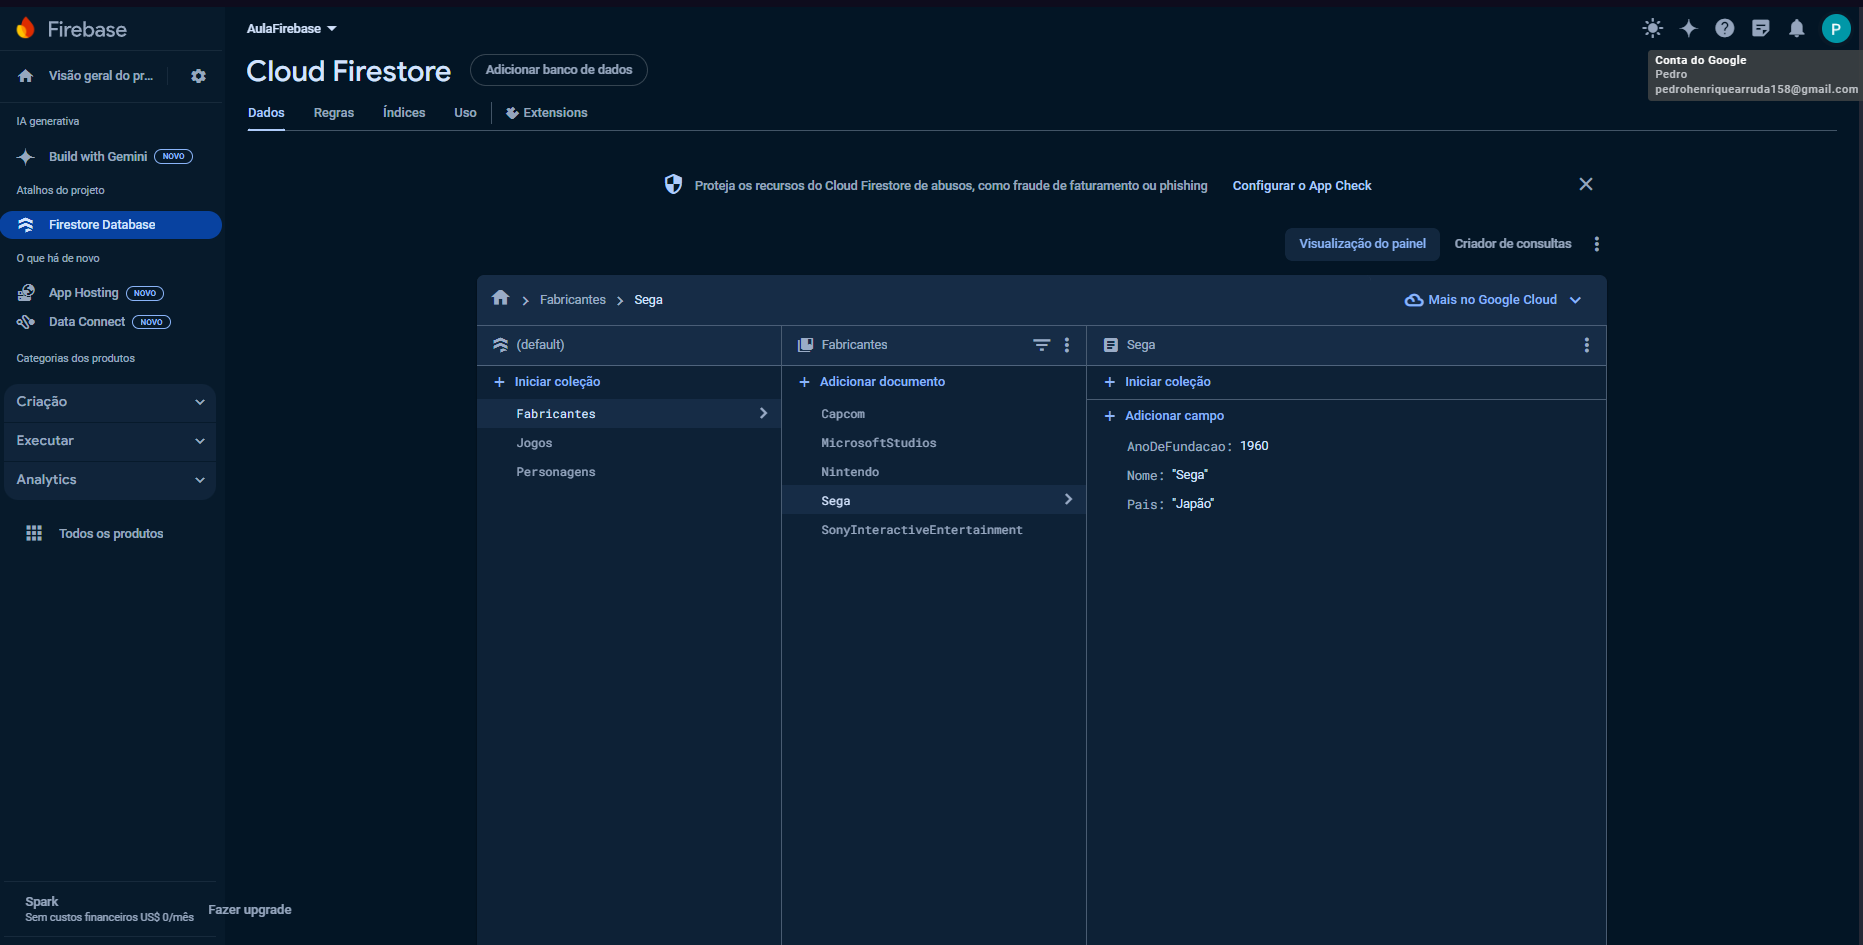 Firebase
AulaFirebase
P
Conta do Google
Pedro
pedrohenriquearruda158@gmail.com
Visão geral do pr...
Cloud Firestore
Adicionar banco de dados
Dados
Regras
Índices
Uso
Extensions
IA generativa
Build with Gemini NOVO
Atalhos do projeto
Firestore Database
O que há de novo
App Hosting NOVO
Data Connect NOVO
Categorias dos produtos
Criação
Executar
Analytics
Todos os produtos
Spark
Sem custos financeiros US$ 0/mês
Fazer upgrade
Proteja os recursos do Cloud Firestore de abusos, como fraude de faturamento ou phishing
Configurar o App Check
Visualização do painel
Criador de consultas
Fabricantes
Sega
Mais no Google Cloud
(default)
+ Iniciar coleção
Fabricantes
Jogos
Personagens
Fabricantes
+ Adicionar documento
Capcom
MicrosoftStudios
Nintendo
Sega
SonyInteractiveEntertainment
Sega
+ Iniciar coleção
+ Adicionar campo
AnoDeFundacao: 1960
Nome: "Sega"
Pais: "Japão"